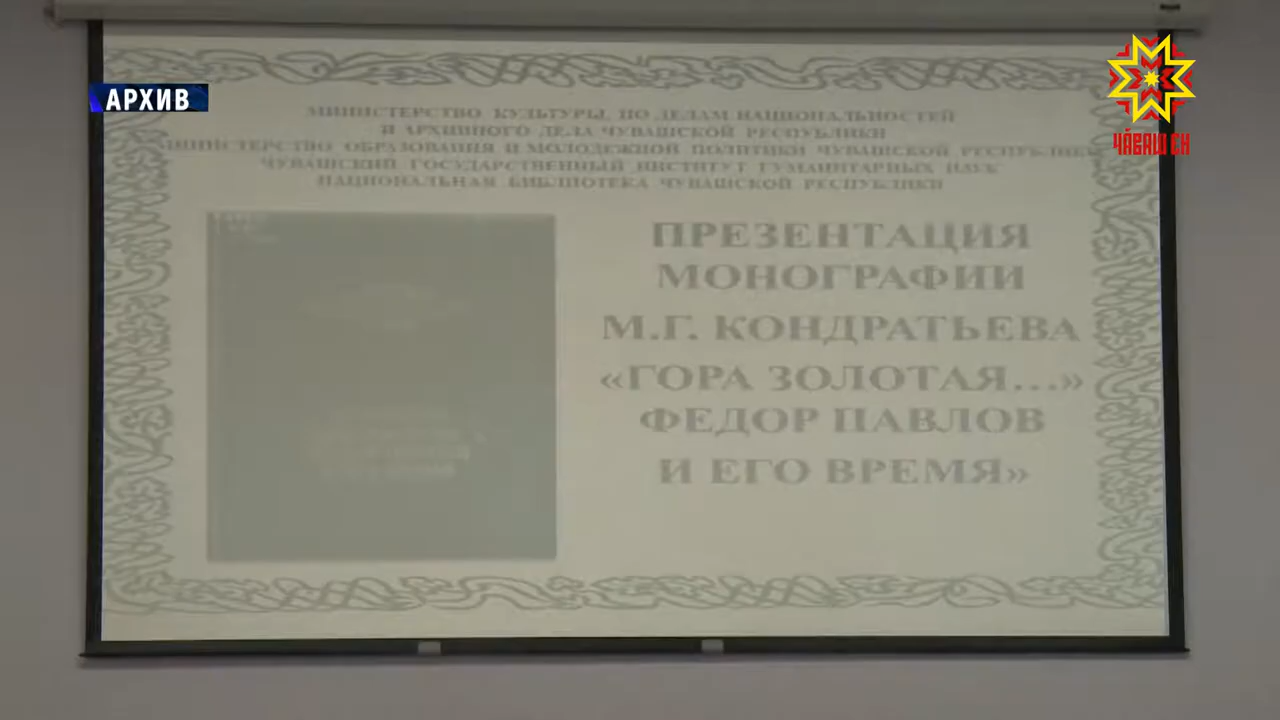 АРХИВ
ЧӐВАШ ЕН
МИНИСТЕРСТВО КУЛЬТУРЫ, ПО ДЕЛАМ НАЦИОНАЛЬНОСТЕЙ
И АРХИВНОГО ДЕЛА ЧУВАШСКОЙ РЕСПУБЛИКИ
МИНИСТЕРСТВО ОБРАЗОВАНИЯ И МОЛОДЕЖНОЙ ПОЛИТИКИ ЧУВАШСКОЙ РЕСПУБЛИКИ
ЧУВАШСКИЙ ГОСУДАРСТВЕННЫЙ ИНСТИТУТ ГУМАНИТАРНЫХ НАУК
НАЦИОНАЛЬНАЯ БИБЛИОТЕКА ЧУВАШСКОЙ РЕСПУБЛИКИ
ПРЕЗЕНТАЦИЯ
МОНОГРАФИИ
М.Г. КОНДРАТЬЕВА
«ГОРА ЗОЛОТАЯ...»
ФЕДОР ПАВЛОВ
И ЕГО ВРЕМЯ»